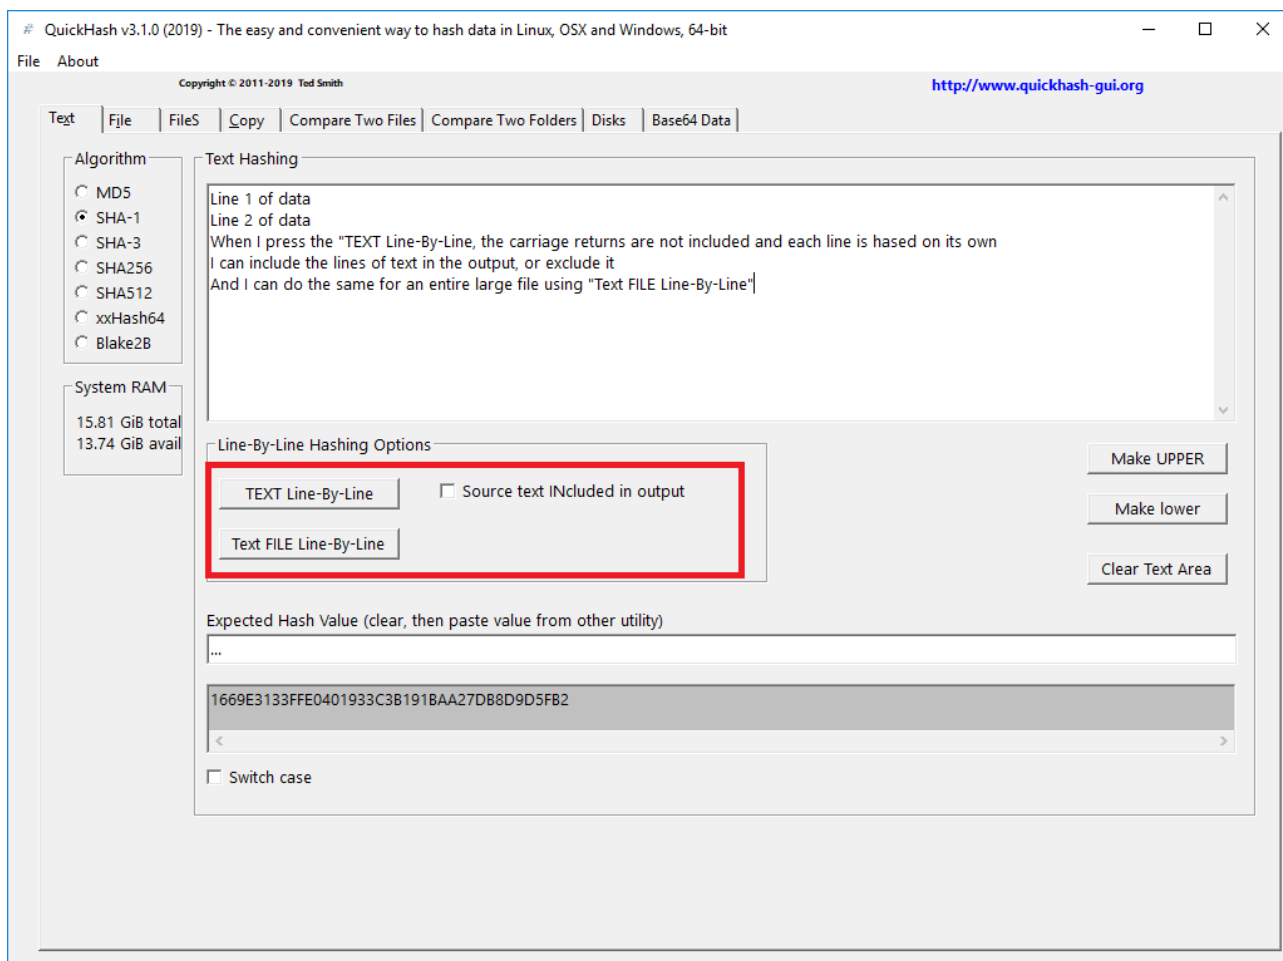 # QuickHash v3.1.0 (2019) - The easy and convenient way to hash data in Linux, OSX and Windows, 64-bit
File About
Copyright © 2011-2019 Ted Smith
http://www.quickhash-gui.org
Text File FileS Copy Compare Two Files Compare Two Folders Disks Base64 Data
Algorithm
MD5
SHA-1
SHA-3
SHA256
SHA512
xxHash64
Blake2B
System RAM
15.81 GiB total
13.74 GiB avail
Text Hashing
Line 1 of data
Line 2 of data
When I press the "TEXT Line-By-Line, the carriage returns are not included and each line is hased on its own
I can include the lines of text in the output, or exclude it
And I can do the same for an entire large file using "Text FILE Line-By-Line"
Line-By-Line Hashing Options
TEXT Line-By-Line
Source text INcluded in output
Text FILE Line-By-Line
Make UPPER
Make lower
Clear Text Area
Expected Hash Value (clear, then paste value from other utility)
...
1669E3133FFE0401933C3B191BAA27DB8D9D5FB2
Switch case